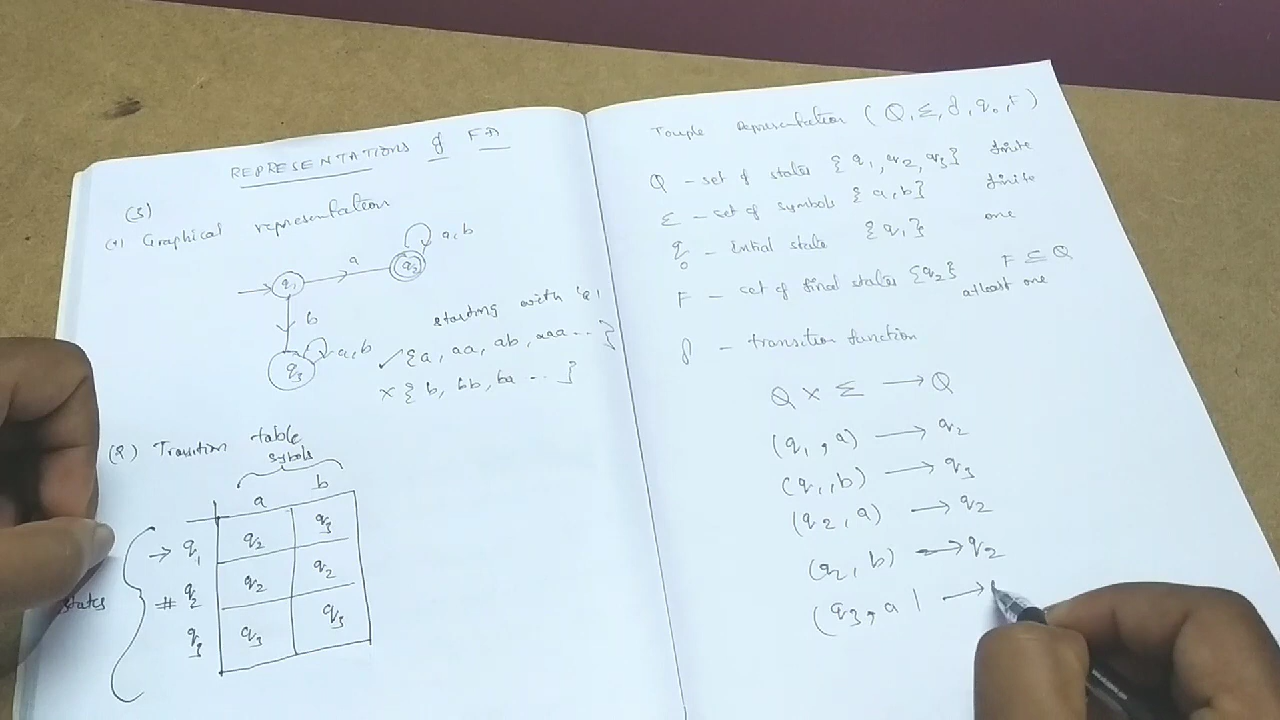 REPRESENTATIONS of FA
(3)
(1) Graphical representation
a,b
a
q1
q2
b
starting with 'a'
a,b
q3
✓{a, aa, ab, aaa...}
×{b, bb, ba ...}
(2) Transition table
symbols
a b
→ q1 q2 q3
states # q2 q2 q2
q3 q3 q3
Touple representation (Q, Σ, δ, q0, F)
Q - set of states {q1, q2, q3} finite
Σ - set of symbols {a, b} finite
q0 - initial state {q1} one
F - set of final states {q2} F ⊆ Q
atleast one
δ - transition function
Q × Σ → Q
(q1, a) → q2
(q1, b) → q3
(q2, a) → q2
(q2, b) → q2
(q3, a) →